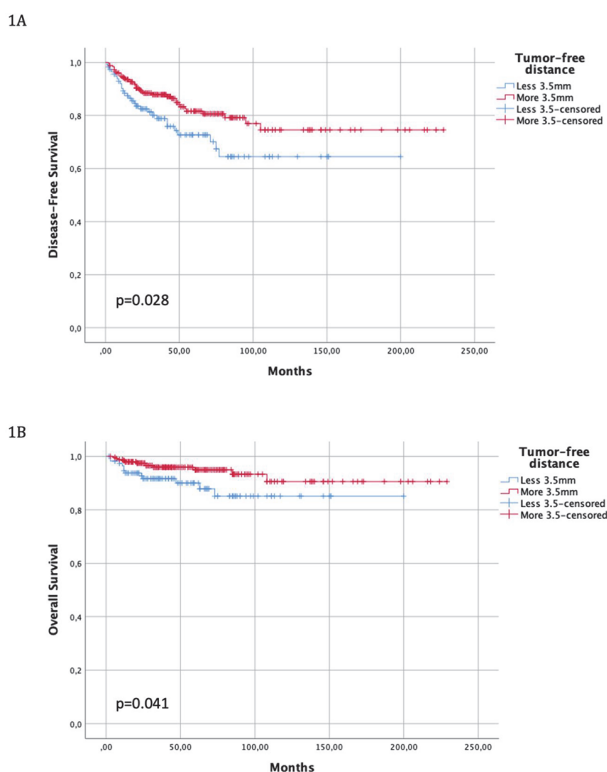 1A
Tumor-free
distance
Less 3.5mm
More 3.5mm
Less 3.5-censored
More 3.5-censored
Disease-Free Survival
1,0
0,8
0,6
0,4
0,2
0,0
p=0.028
,00 50,00 100,00 150,00 200,00 250,00
Months
1B
Tumor-free
distance
Less 3.5mm
More 3.5mm
Less 3.5-censored
More 3.5-censored
Overall Survival
1,0
0,8
0,6
0,4
0,2
0,0
p=0.041
,00 50,00 100,00 150,00 200,00 250,00
Months